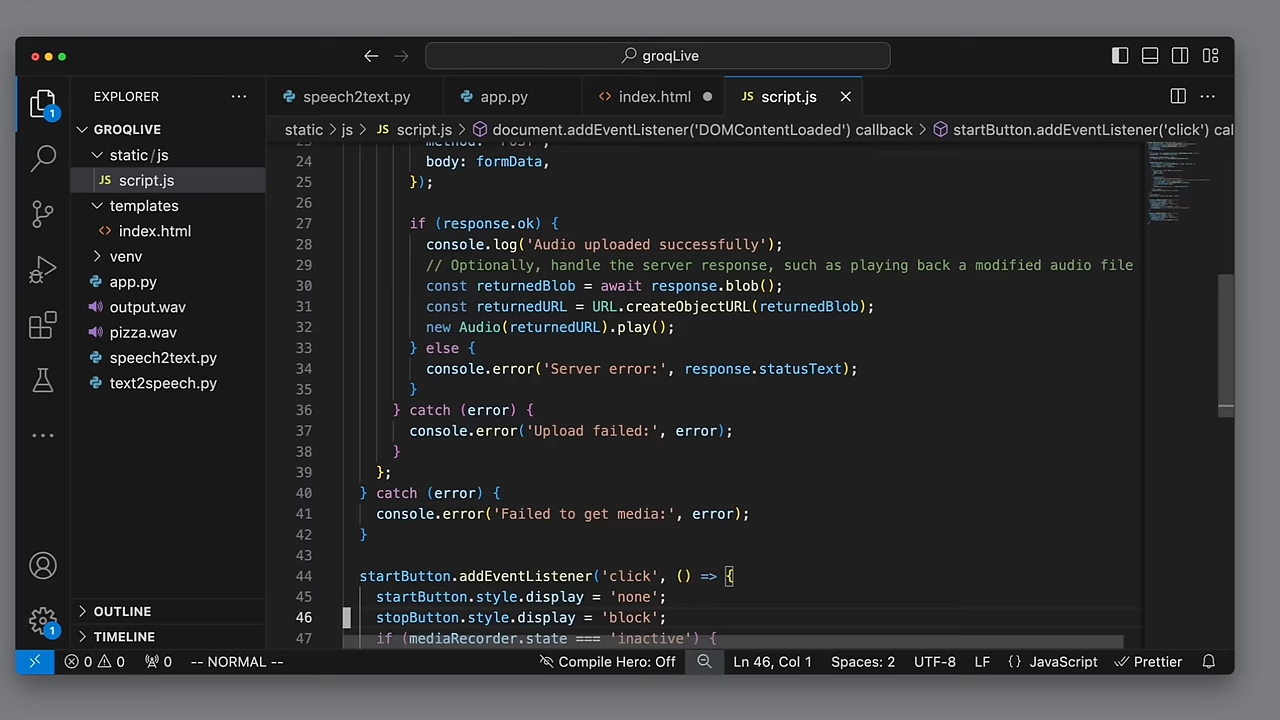 groqLive
EXPLORER
speech2text.py
app.py
index.html
JS script.js
GROQLIVE
static > js > JS script.js > document.addEventListener('DOMContentLoaded') callback > startButton.addEventListener('click') cal
static/js
JS script.js
templates
index.html
venv
app.py
output.wav
pizza.wav
speech2text.py
text2speech.py
OUTLINE
TIMELINE
1
1
23 method: 'POST',
24 body: formData,
25 });
26
27 if (response.ok) {
28 console.log('Audio uploaded successfully');
29 // Optionally, handle the server response, such as playing back a modified audio file
30 const returnedBlob = await response.blob();
31 const returnedURL = URL.createObjectURL(returnedBlob);
32 new Audio(returnedURL).play();
33 } else {
34 console.error('Server error:', response.statusText);
35 }
36 } catch (error) {
37 console.error('Upload failed:', error);
38 }
39 };
40 } catch (error) {
41 console.error('Failed to get media:', error);
42 }
43
44 startButton.addEventListener('click', () => {
45 startButton.style.display = 'none';
46 stopButton.style.display = 'block';
47 if (mediaRecorder.state === 'inactive') {
0 0 0 -- NORMAL -- Compile Hero: Off Ln 46, Col 1 Spaces: 2 UTF-8 LF {} JavaScript Prettier